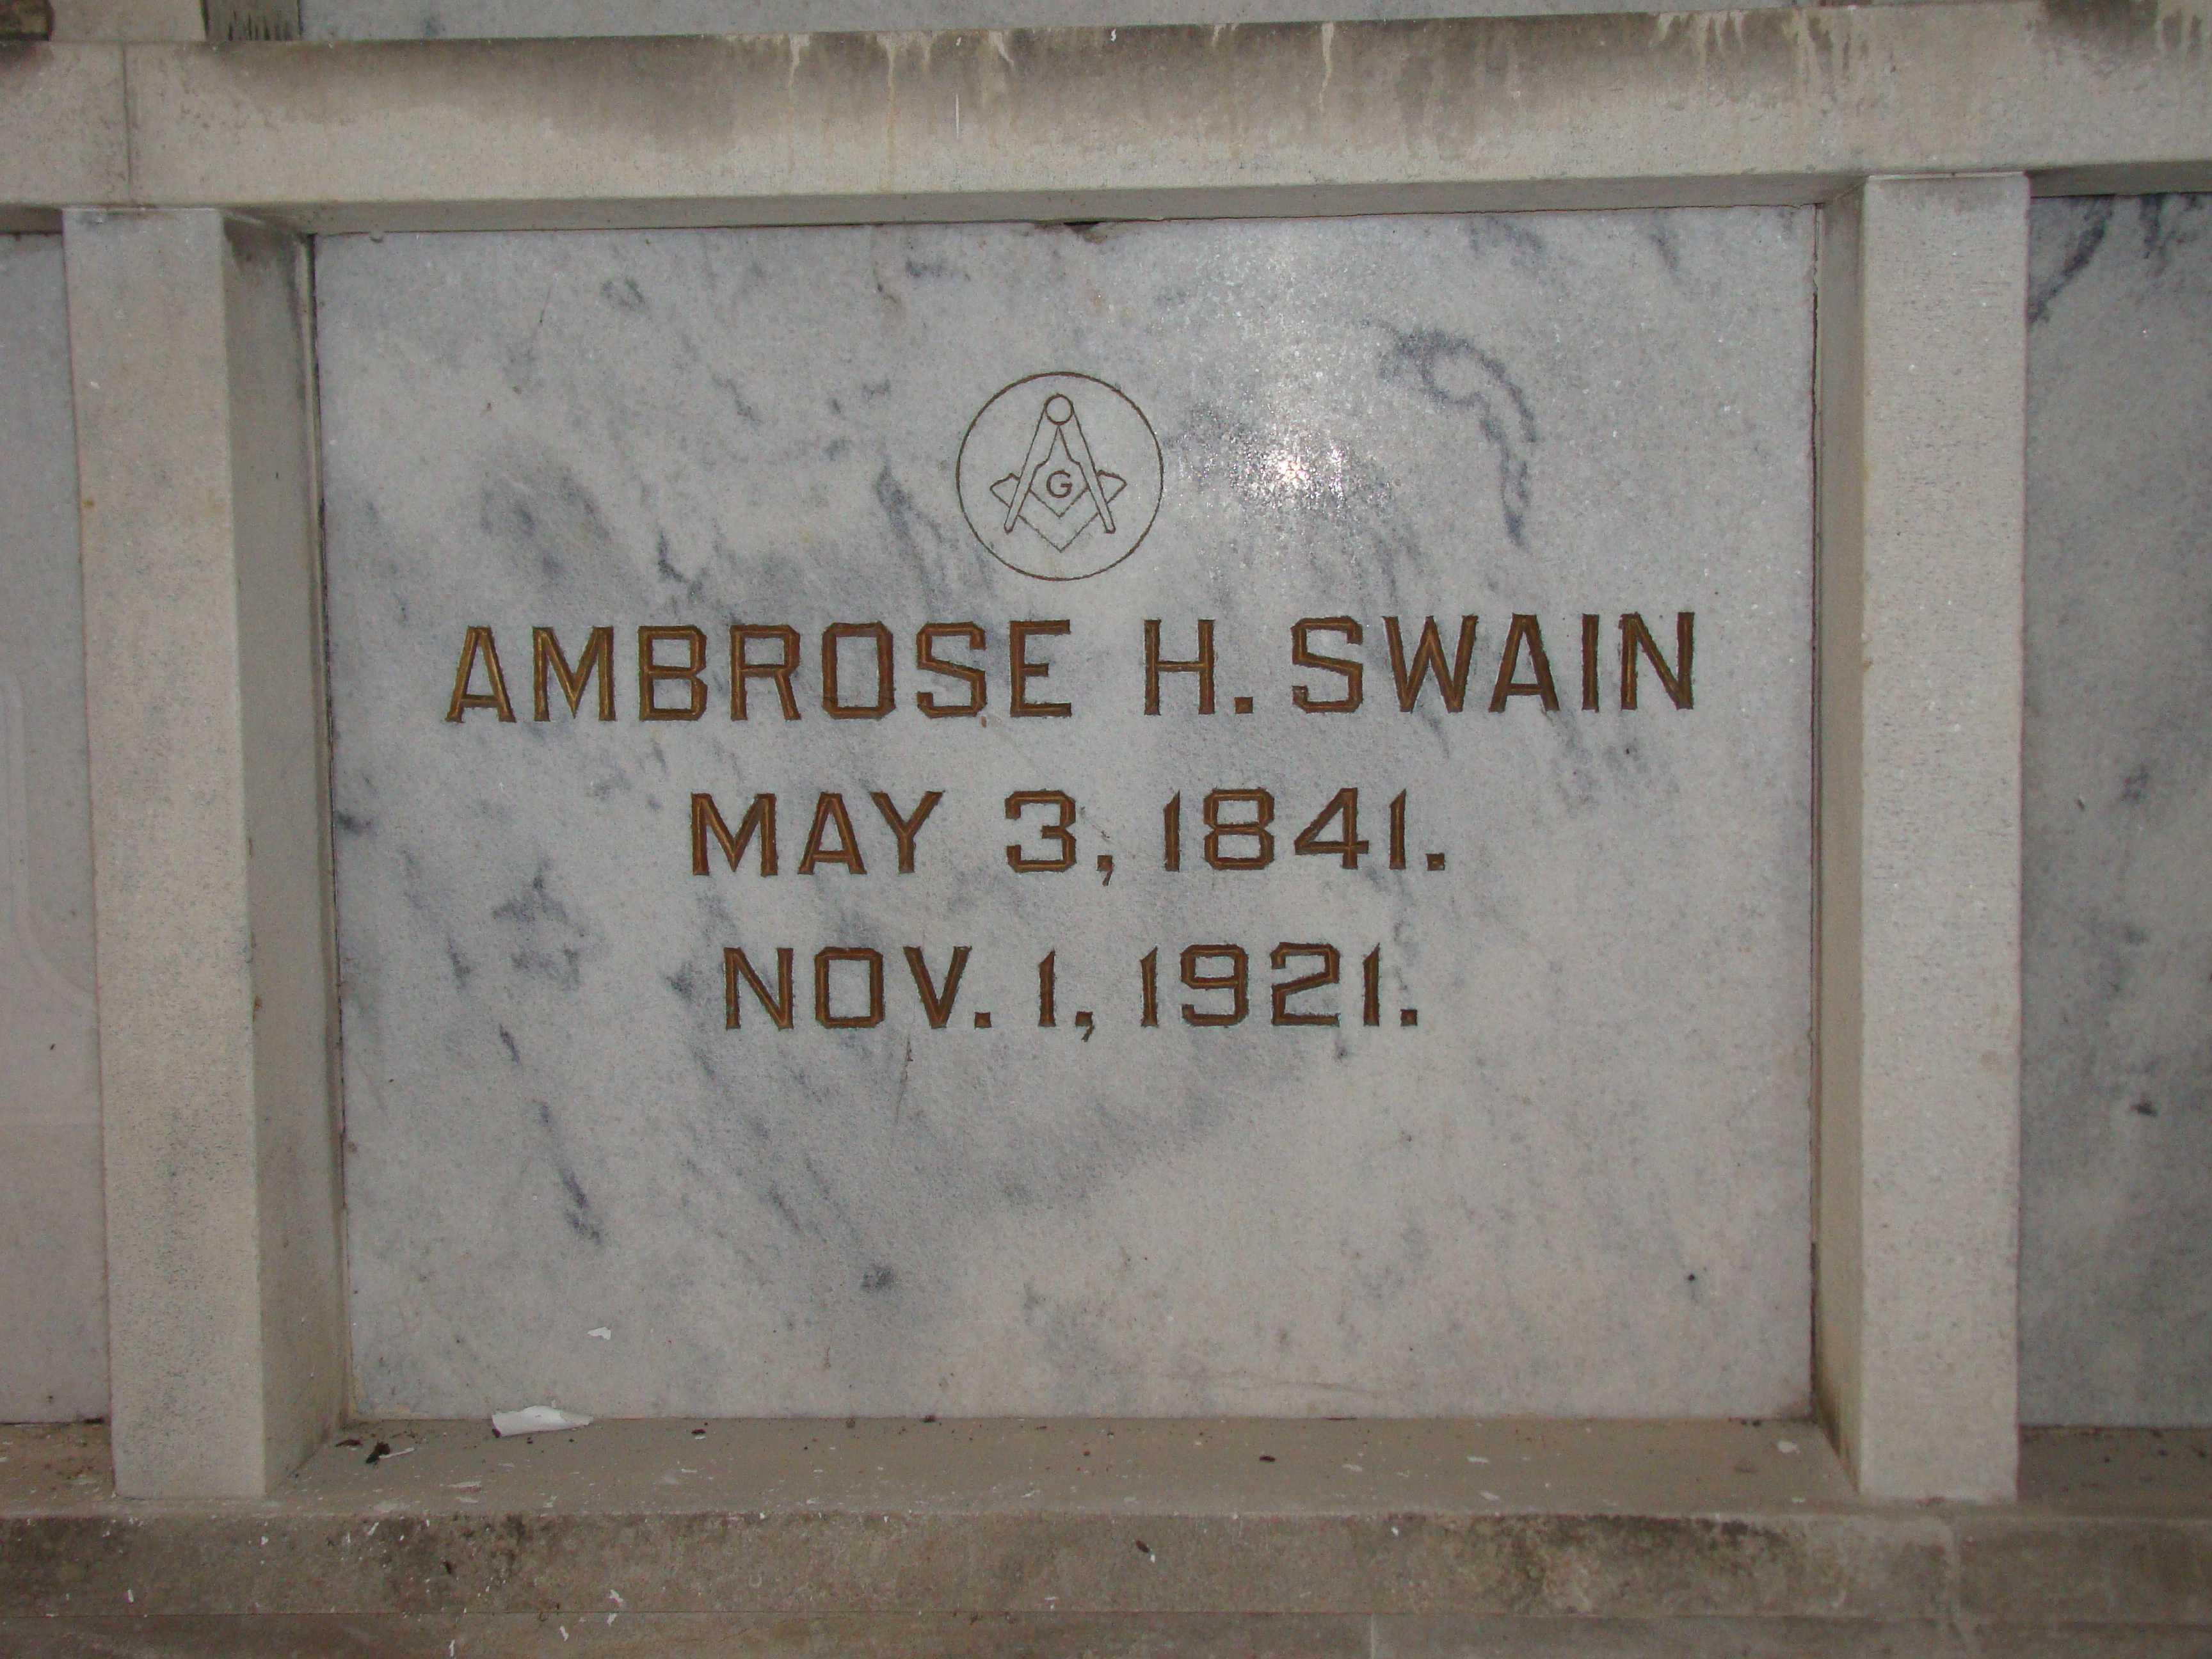 G
AMBROSE H. SWAIN
MAY 3, 1841.
NOV. 1, 1921.